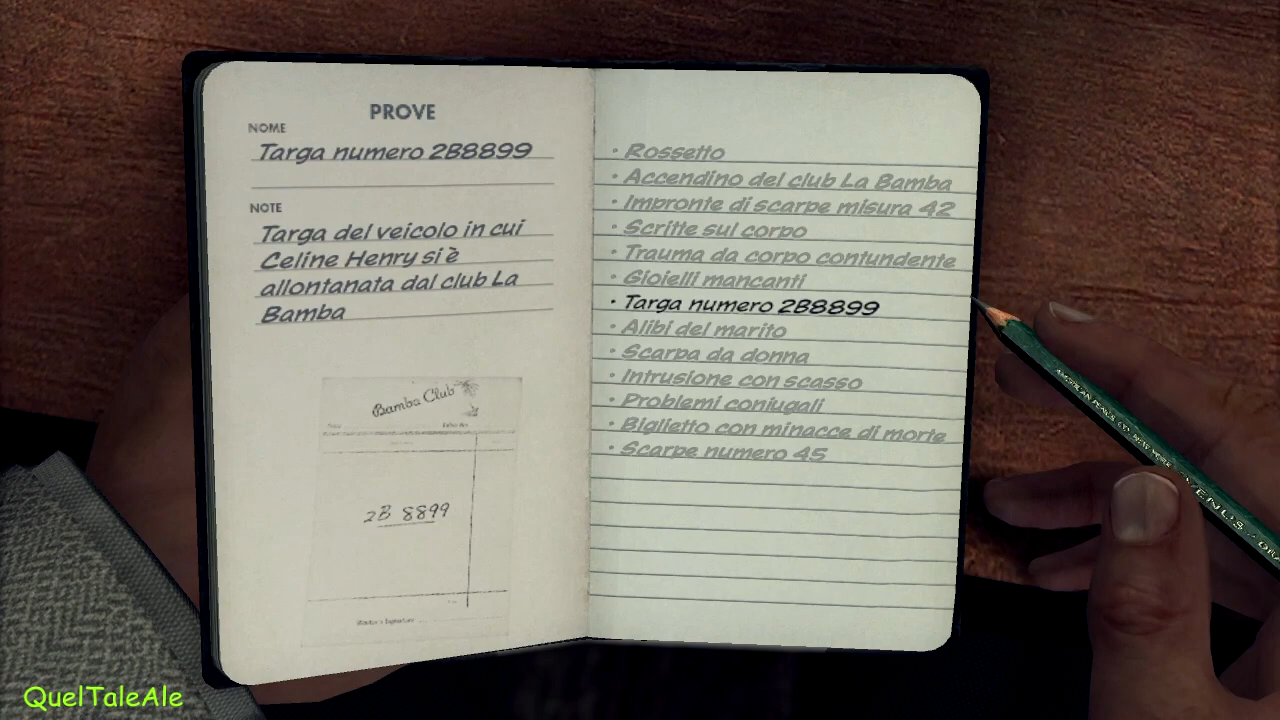 PROVE
NOME
Targa numero 2B8899
NOTE
Targa del veicolo in cui
Celine Henry si è
allontanata dal club La
Bamba
Bamba Club
2B 8899
• Rossetto
• Accendino del club La Bamba
• Impronte di scarpe misura 42
• Scritte sul corpo
• Trauma da corpo contundente
• Gioielli mancanti
• Targa numero 2B8899
• Alibi del marito
• Scarpa da donna
• Intrusione con scasso
• Problemi coniugali
• Biglietto con minacce di morte
• Scarpe numero 45
VENUS
QuelTaleAle